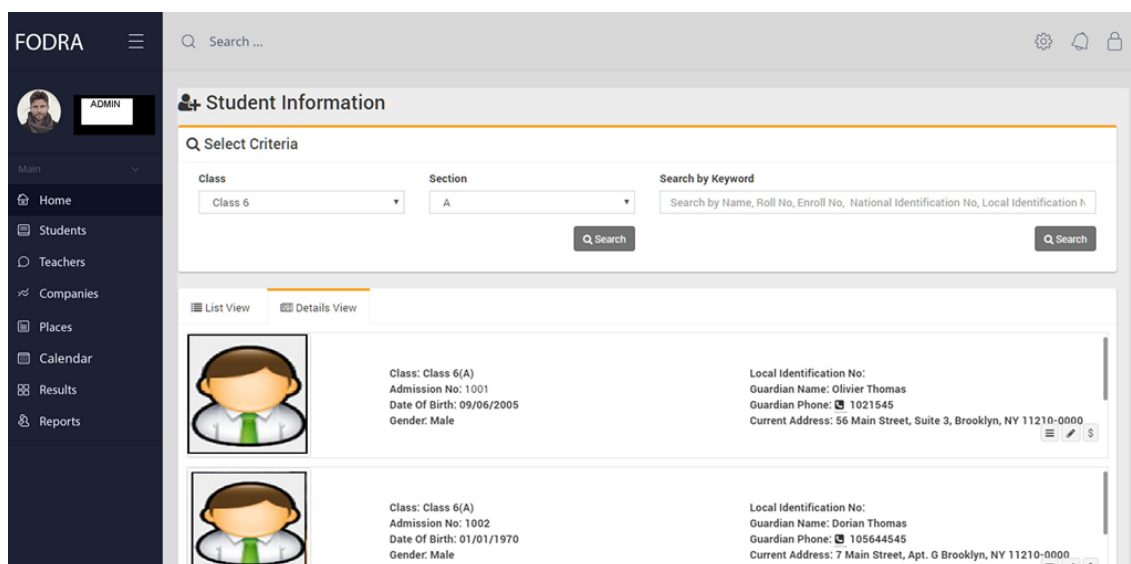 FODRA
Search ...
ADMIN
Main
Home
Students
Teachers
Companies
Places
Calendar
Results
Reports
Student Information
Select Criteria
Class
Section
Search by Keyword
Class 6
A
Search by Name, Roll No, Enroll No, National Identification No, Local Identification
Search
Search
List View
Details View
Class: Class 6(A)
Admission No: 1001
Date Of Birth: 09/06/2005
Gender: Male
Local Identification No:
Guardian Name: Olivier Thomas
Guardian Phone: 1021545
Current Address: 56 Main Street, Suite 3, Brooklyn, NY 11210-0000
$
Class: Class 6(A)
Admission No: 1002
Date Of Birth: 01/01/1970
Gender: Male
Local Identification No:
Guardian Name: Dorian Thomas
Guardian Phone: 105644545
Current Address: 7 Main Street, Apt. G Brooklyn, NY 11210-0000